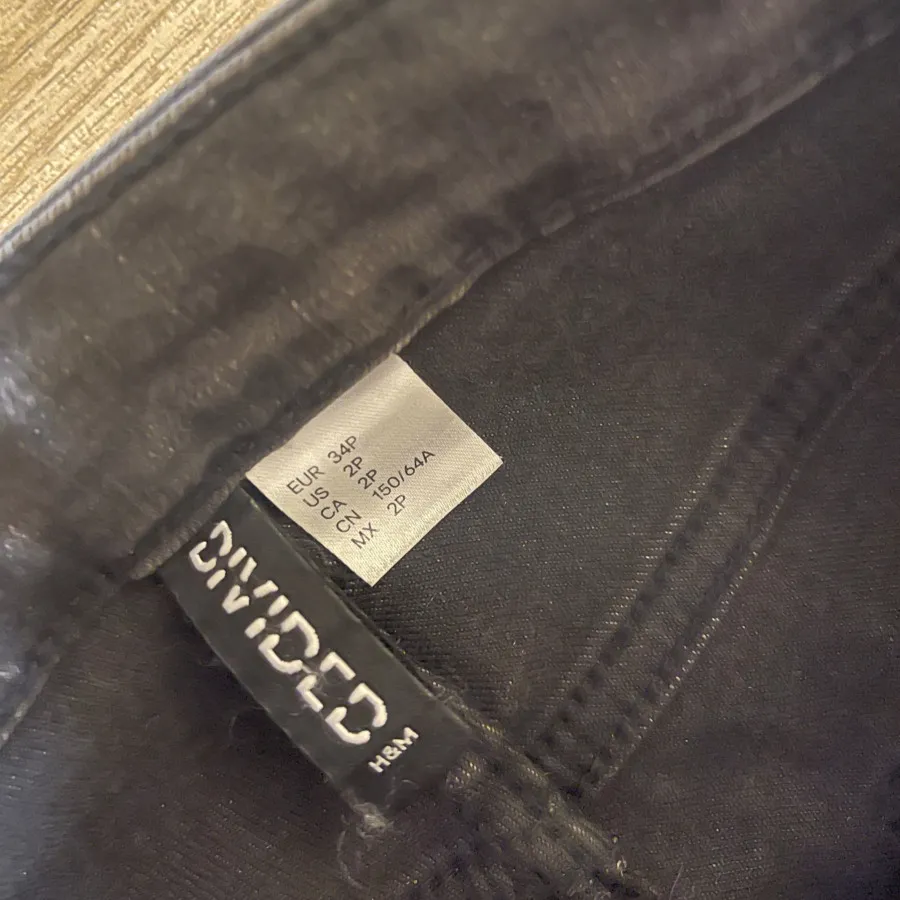 EUR 34P
US 2P
CA 2P
CN 150/64A
MX 2P
DIVIDED
H&M